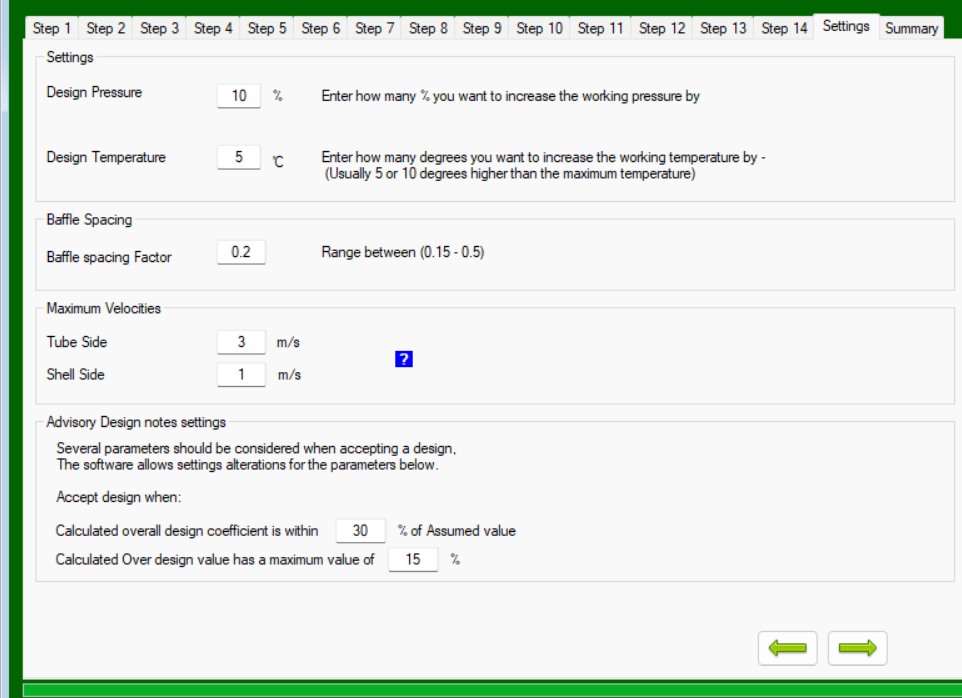 Step 1 Step 2 Step 3 Step 4 Step 5 Step 6 Step 7 Step 8 Step 9 Step 10 Step 11 Step 12 Step 13 Step 14 Settings Summary
Settings
Design Pressure 10 % Enter how many % you want to increase the working pressure by
Design Temperature 5 °C Enter how many degrees you want to increase the working temperature by -
(Usually 5 or 10 degrees higher than the maximum temperature)
Baffle Spacing
Baffle spacing Factor 0.2 Range between (0.15 - 0.5)
Maximum Velocities
Tube Side 3 m/s
?
Shell Side 1 m/s
Advisory Design notes settings
Several parameters should be considered when accepting a design,
The software allows settings alterations for the parameters below.
Accept design when:
Calculated overall design coefficient is within 30 % of Assumed value
Calculated Over design value has a maximum value of 15 %